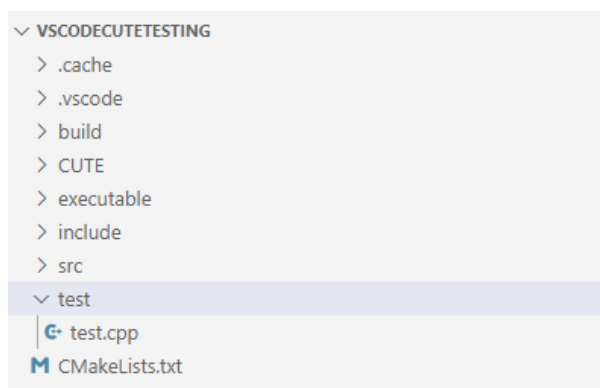 VSCODECUTETESTING
.cache
.vscode
build
CUTE
executable
include
src
test
test.cpp
CMakeLists.txt